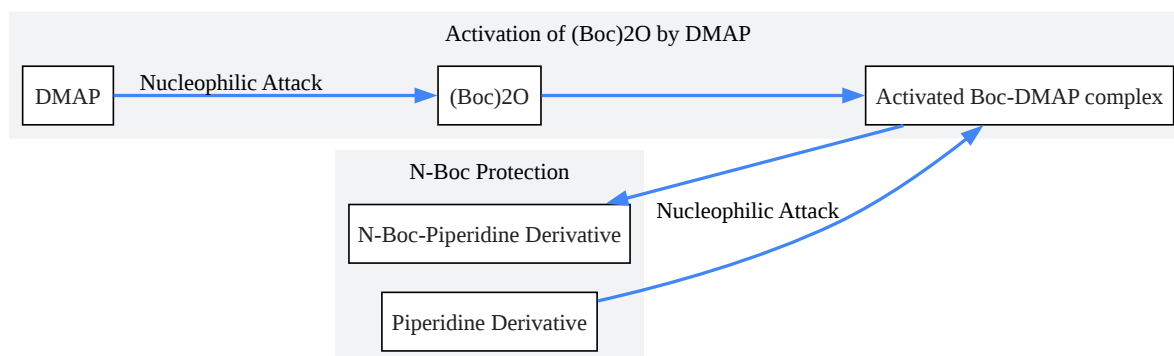 Activation of (Boc)2O by DMAP
DMAP
Nucleophilic Attack
(Boc)2O
Activated Boc-DMAP complex
N-Boc Protection
N-Boc-Piperidine Derivative
Nucleophilic Attack
Piperidine Derivative